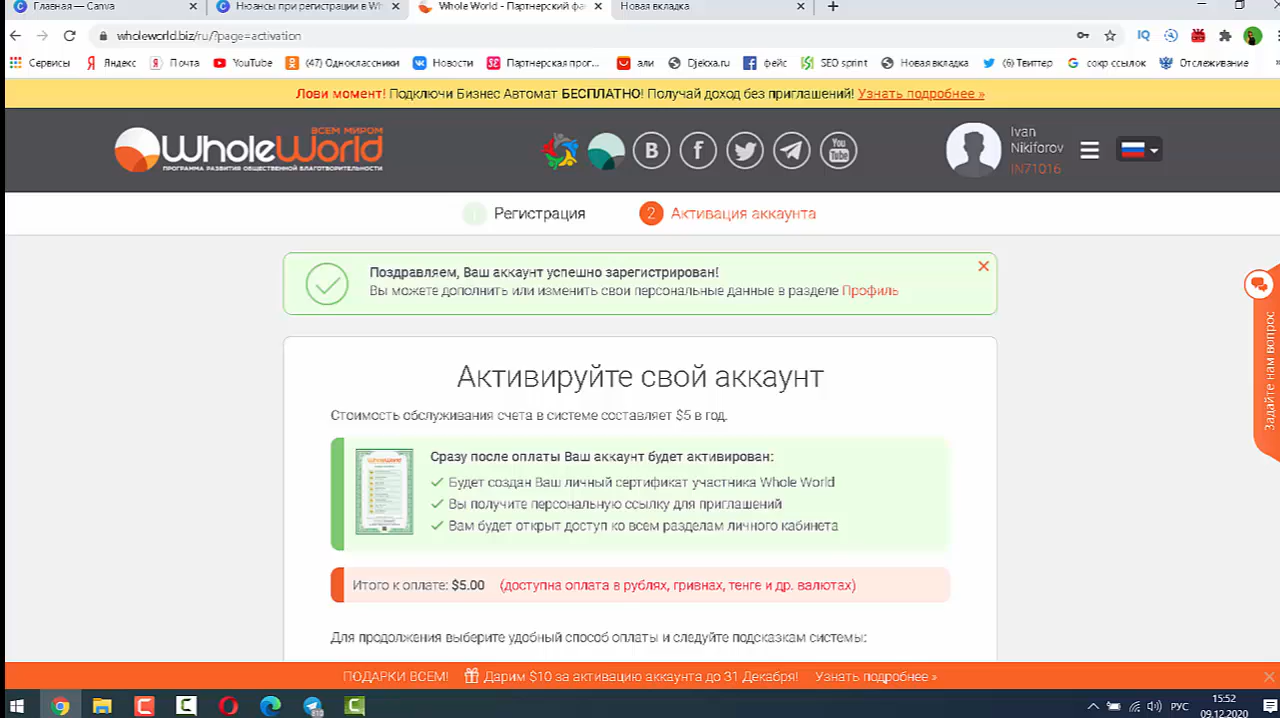 Главная — Canva
Нюансы при регистрации в Wh
Whole World - Партнерский фа
Новая вкладка
wholeworld.biz/ru/?page=activation
Сервисы
Яндекс
Почта
YouTube
(47) Одноклассники
Новости
Партнерская прог...
али
Djekxa.ru
фейс
SEO sprint
Новая вкладка
(6) Твиттер
сокр ссылок
Отслеживание
Лови момент! Подключи Бизнес Автомат БЕСПЛАТНО! Получай доход без приглашений! Узнать подробнее »
ВСЕМ МИРОМ
WholeWorld
ПРОГРАММА РАЗВИТИЯ ОБЩЕСТВЕННОЙ БЛАГОТВОРИТЕЛЬНОСТИ
You Tube
Ivan
Nikiforov
IN71016
1 Регистрация
2 Активация аккаунта
Поздравляем, Ваш аккаунт успешно зарегистрирован!
Вы можете дополнить или изменить свои персональные данные в разделе Профиль
Задайте нам вопрос
Активируйте свой аккаунт
Стоимость обслуживания счета в системе составляет $5 в год.
Сразу после оплаты Ваш аккаунт будет активирован:
Будет создан Ваш личный сертификат участника Whole World
Вы получите персональную ссылку для приглашений
Вам будет открыт доступ ко всем разделам личного кабинета
Итого к оплате: $5.00 (доступна оплата в рублях, гривнах, тенге и др. валютах)
Для продолжения выберите удобный способ оплаты и следуйте подсказкам системы:
ПОДАРКИ ВСЕМ! Дарим $10 за активацию аккаунта до 31 Декабря! Узнать подробнее »
РУС
15:52
09.12.2020